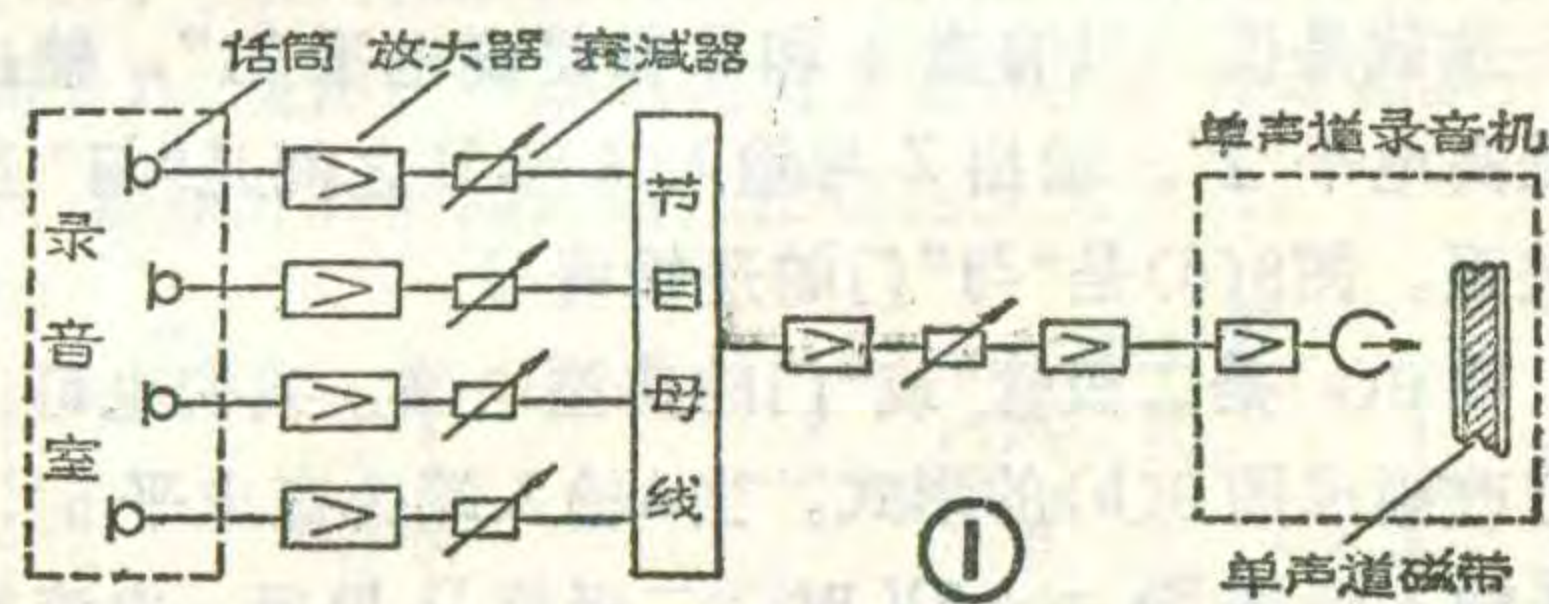 话筒 放大器 衰减器
单声道录音机
录音室
节目母线
①
单声道磁带